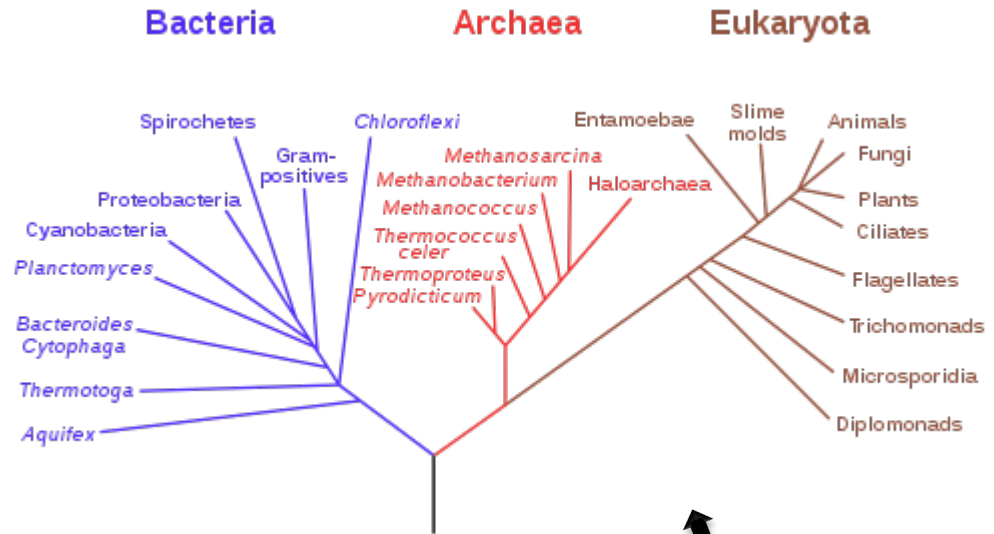 Bacteria
Archaea
Eukaryota
Spirochetes
Chloroflexi
Gram-
positives
Proteobacteria
Cyanobacteria
Planctomyces
Bacteroides
Cytophaga
Thermotoga
Aquifex
Methanosarcina
Methanobacterium
Haloarchaea
Methanococcus
Thermococcus
celer
Thermoproteus
Pyrodicticum
Entamoebae
Slime
molds
Animals
Fungi
Plants
Ciliates
Flagellates
Trichomonads
Microsporidia
Diplomonads